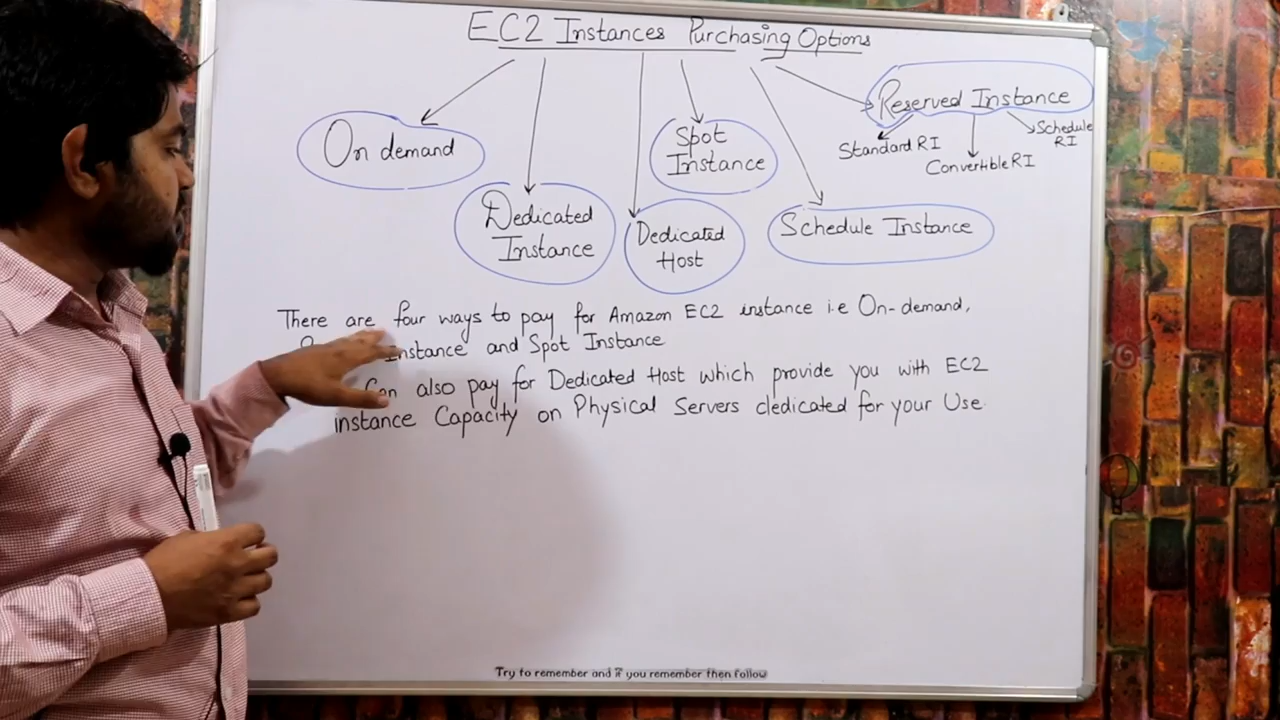 EC2 Instances Purchasing Options
On demand
Dedicated
Instance
Dedicated
Host
Spot
Instance
Schedule Instance
Reserved Instance
Standard RI
Convertible RI
Schedule
RI
There are four ways to pay for Amazon EC2 instance i.e On-demand,
Instance and Spot Instance
Can also pay for Dedicated Host which provide you with EC2
instance Capacity on Physical Servers dedicated for your Use.
Try to remember and if you remember then follow